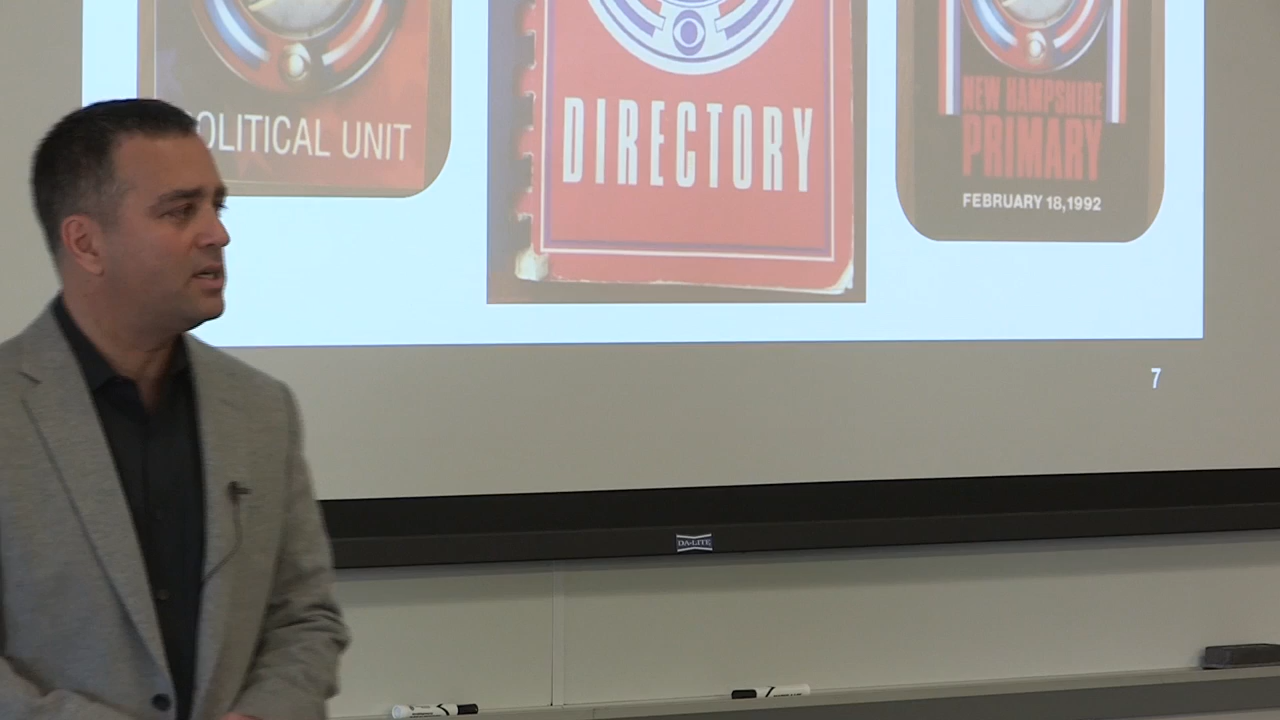 OLITICAL UNIT
DIRECTORY
NEW HAMPSHIRE
PRIMARY
FEBRUARY 18,1992
7
DA-LITE